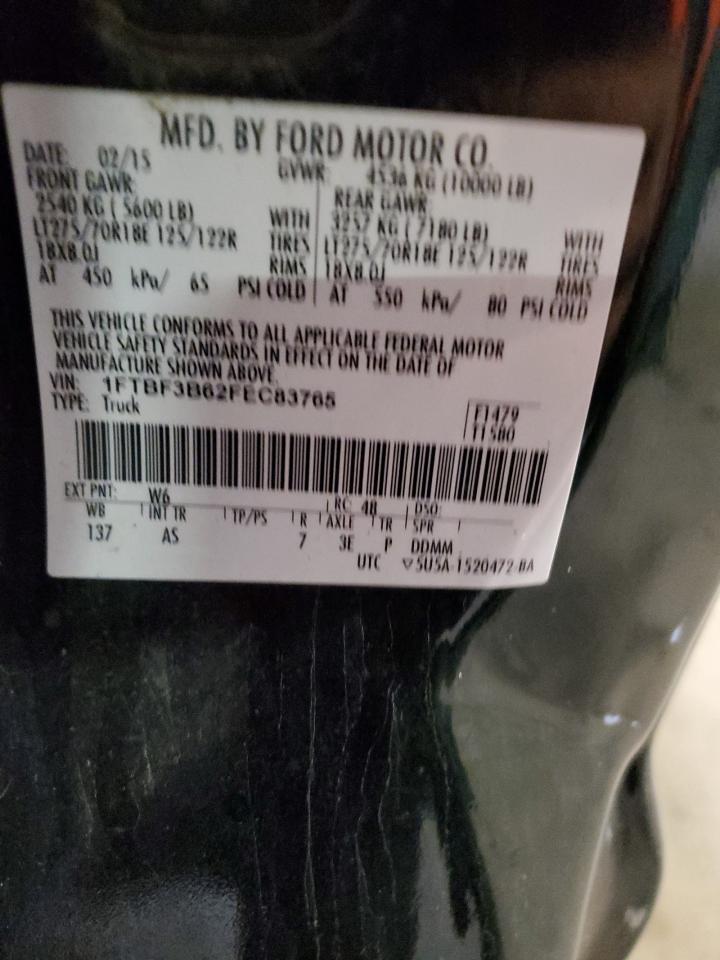 MFD. BY FORD MOTOR CO.
DATE: 02/15 GVWR: 4536 KG (10000 LB)
FRONT GAWR: REAR GAWR:
2540 KG ( 5600 LB) WITH 3257 KG ( 7180 LB) WITH
LT275/70R18E 125/122R TIRES LT275/70R18E 125/122R TIRES
18X8.0J RIMS 18X8.0J RIMS
AT 450 kPa/ 65 PSI COLD AT 550 kPa/ 80 PSI COLD
THIS VEHICLE CONFORMS TO ALL APPLICABLE FEDERAL MOTOR
VEHICLE SAFETY STANDARDS IN EFFECT ON THE DATE OF
MANUFACTURE SHOWN ABOVE.
VIN: 1FTBF3B62FEC83765
TYPE: Truck F1479
T1580
EXT PNT: W6 RC: 48 DSO:
WB INT TR TP/PS R AXLE TR SPR
137 AS 7 3E P DDMM
UTC ▽5U5A-1520472-BA